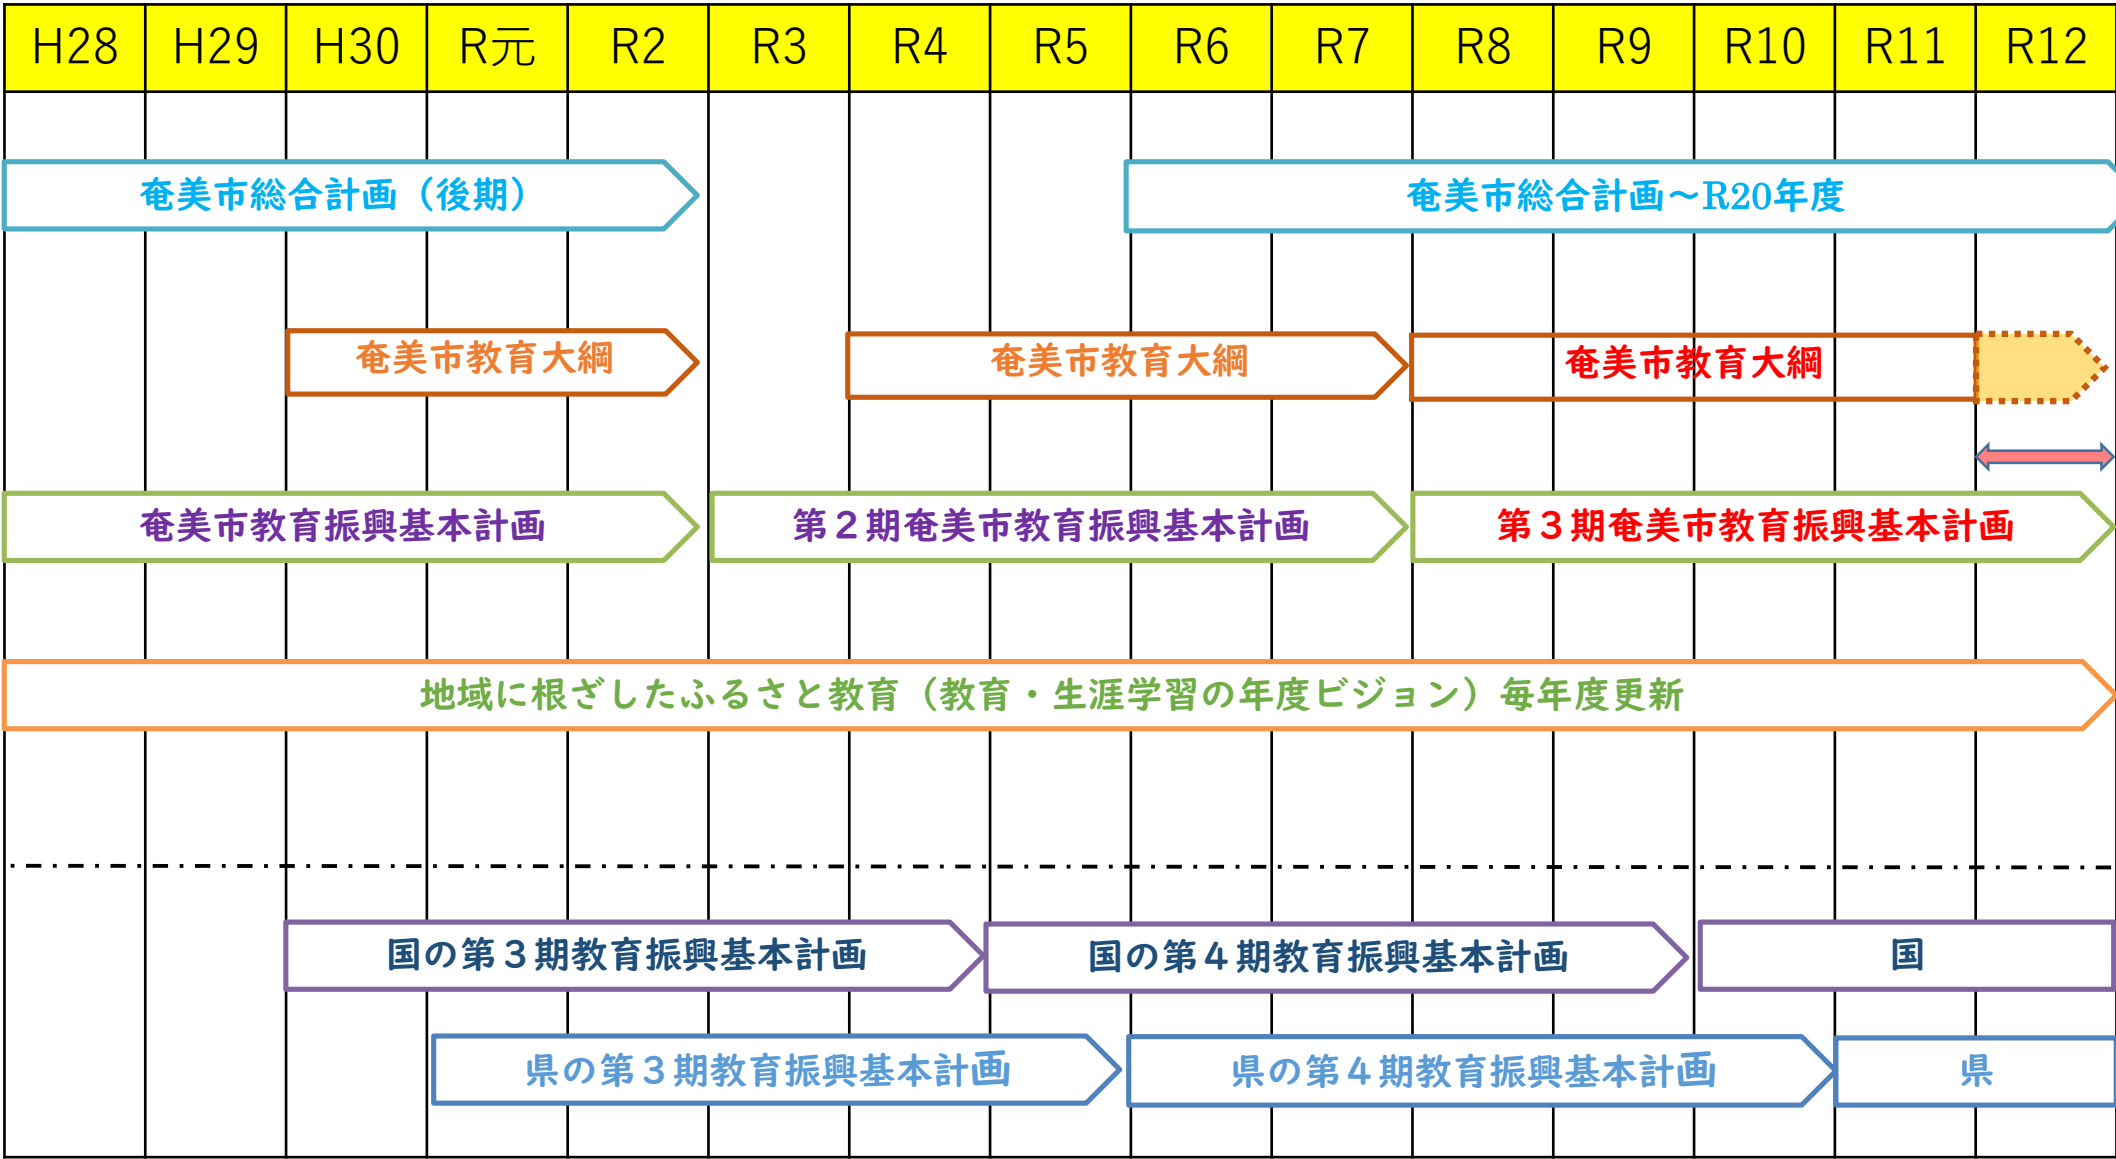 H28 H29 H30 R元 R2 R3 R4 R5 R6 R7 R8 R9 R10 R11 R12
奄美市総合計画（後期） 奄美市総合計画～R20年度
奄美市教育大綱 奄美市教育大綱 奄美市教育大綱
奄美市教育振興基本計画 第２期奄美市教育振興基本計画 第３期奄美市教育振興基本計画
地域に根ざしたふるさと教育（教育・生涯学習の年度ビジョン）毎年度更新
国の第３期教育振興基本計画 国の第４期教育振興基本計画 国
県の第３期教育振興基本計画 県の第４期教育振興基本計画 県